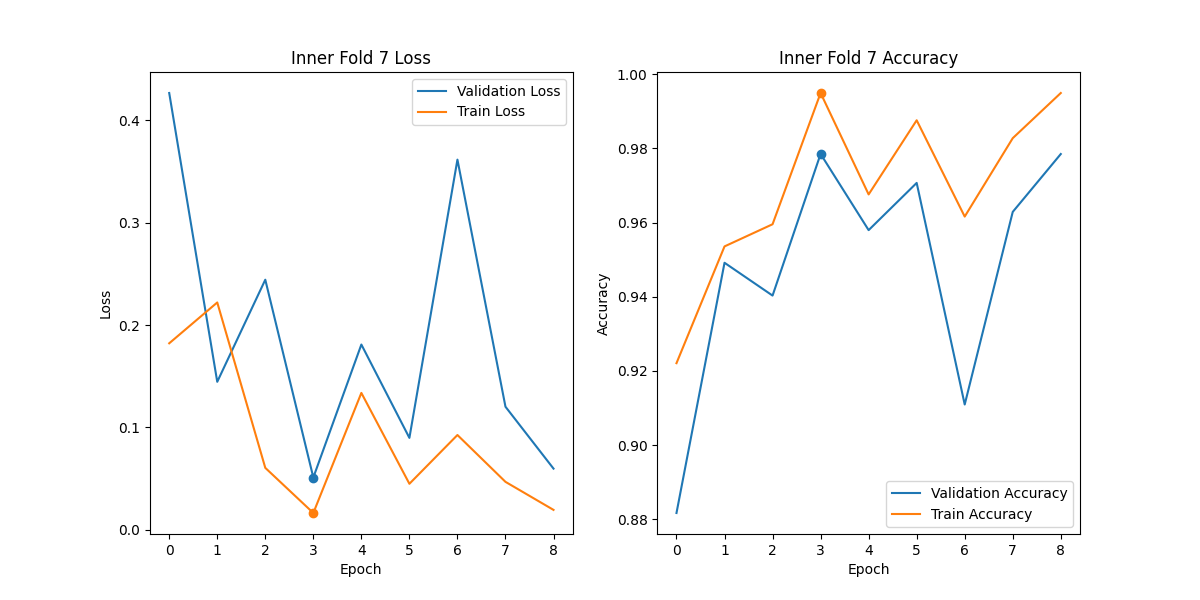 Inner Fold 7 Loss
Validation Loss
Train Loss
Loss
0.4
0.3
0.2
0.1
0.0
0 1 2 3 4 5 6 7 8
Epoch
Inner Fold 7 Accuracy
Accuracy
1.00
0.98
0.96
0.94
0.92
0.90
0.88
Validation Accuracy
Train Accuracy
0 1 2 3 4 5 6 7 8
Epoch